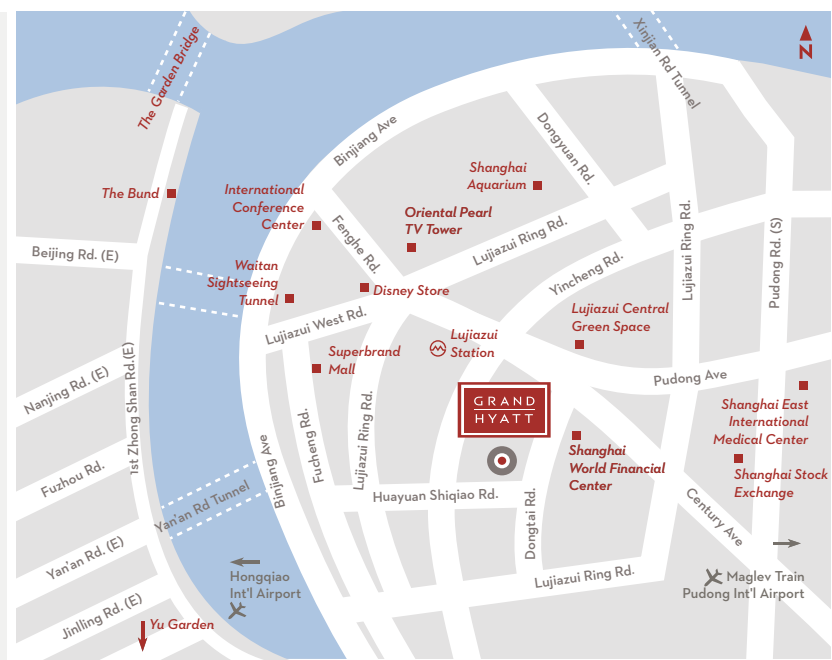 The Garden Bridge
Xinjian Rd Tunnel
N
Binjiang Ave
Dongyuan Rd.
Shanghai
Aquarium
The Bund
International
Conference
Center
Oriental Pearl
TV Tower
Fenghe Rd.
Lujiazui Ring Rd.
Lujiazui Ring Rd.
Pudong Rd. (S)
Beijing Rd. (E)
Waitan
Sightseeing
Tunnel
Disney Store
Yincheng Rd.
Lujiazui West Rd.
Lujiazui Central
Green Space
Lujiazui
Station
Superbrand
Mall
Nanjing Rd. (E)
1st Zhong Shan Rd.(E)
Pudong Ave
GRAND
HYATT
Shanghai East
International
Medical Center
Fucheng Rd.
Lujiazui Ring Rd.
Binjiang Ave
Shanghai
World Financial
Center
Shanghai Stock
Exchange
Fuzhou Rd.
Yan'an Rd Tunnel
Huayuan Shiqiao Rd.
Dongtai Rd.
Century Ave
Yan'an Rd. (E)
Hongqiao
Int'l Airport
Lujiazui Ring Rd.
Maglev Train
Pudong Int'l Airport
Jinlling Rd. (E)
Yu Garden